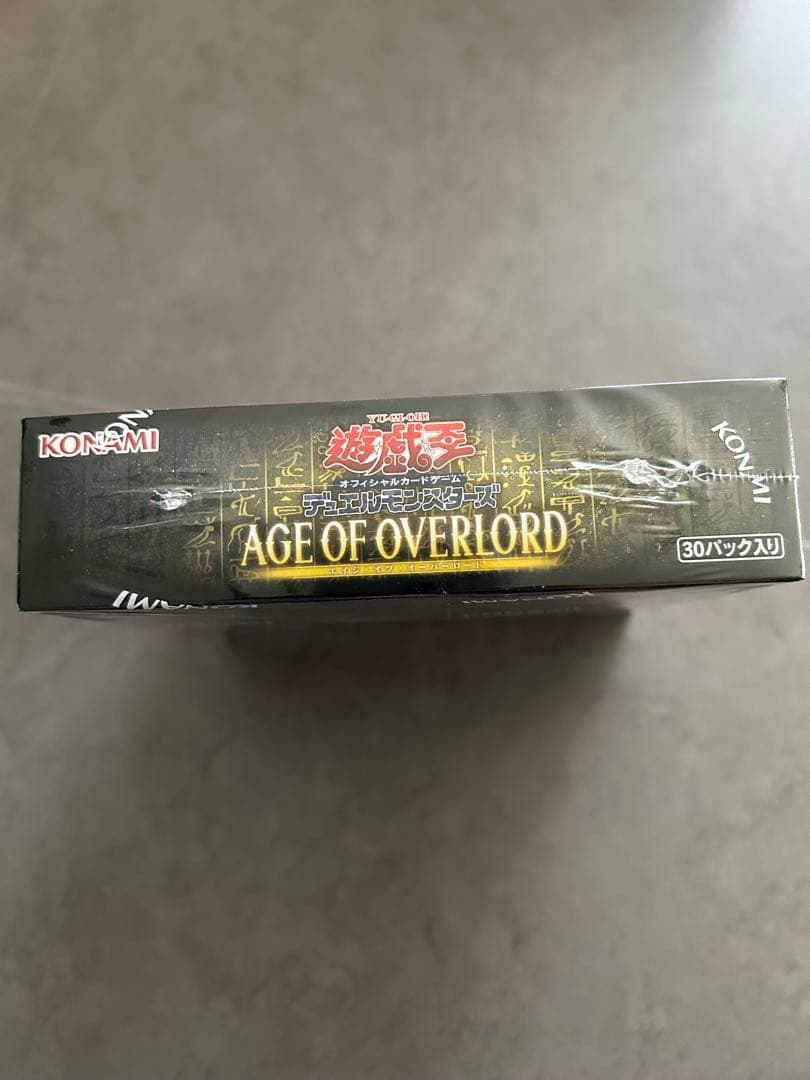 KONAMI
YU-GI-OH!
遊戯王
オフィシャルカードゲーム
デュエルモンスターズ
AGE OF OVERLORD
エイジ・オブ・オーバーロード
30パック入り
KONAMI
KONAMI
KONAMI